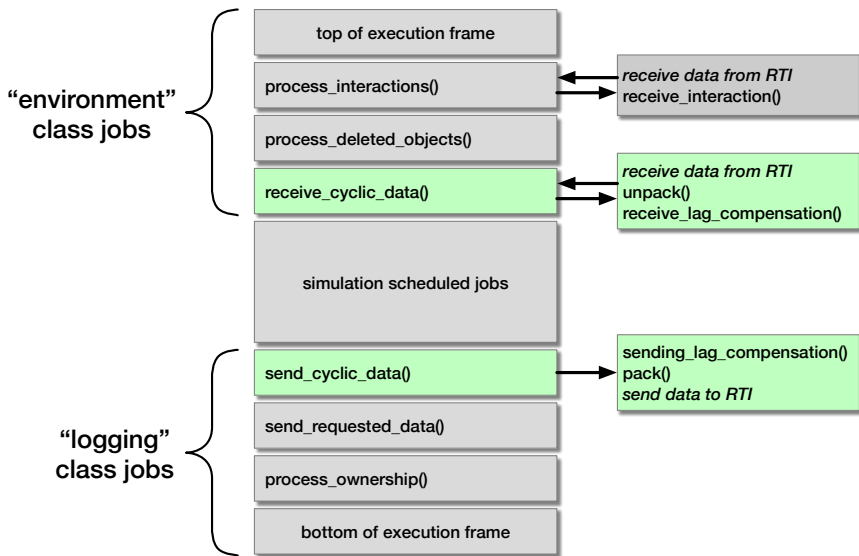 top of execution frame
“environment”
class jobs
process_interactions()
receive data from RTI
receive_interaction()
process_deleted_objects()
receive_cyclic_data()
receive data from RTI
unpack()
receive_lag_compensation()
simulation scheduled jobs
send_cyclic_data()
sending_lag_compensation()
pack()
send data to RTI
“logging”
class jobs
send_requested_data()
process_ownership()
bottom of execution frame